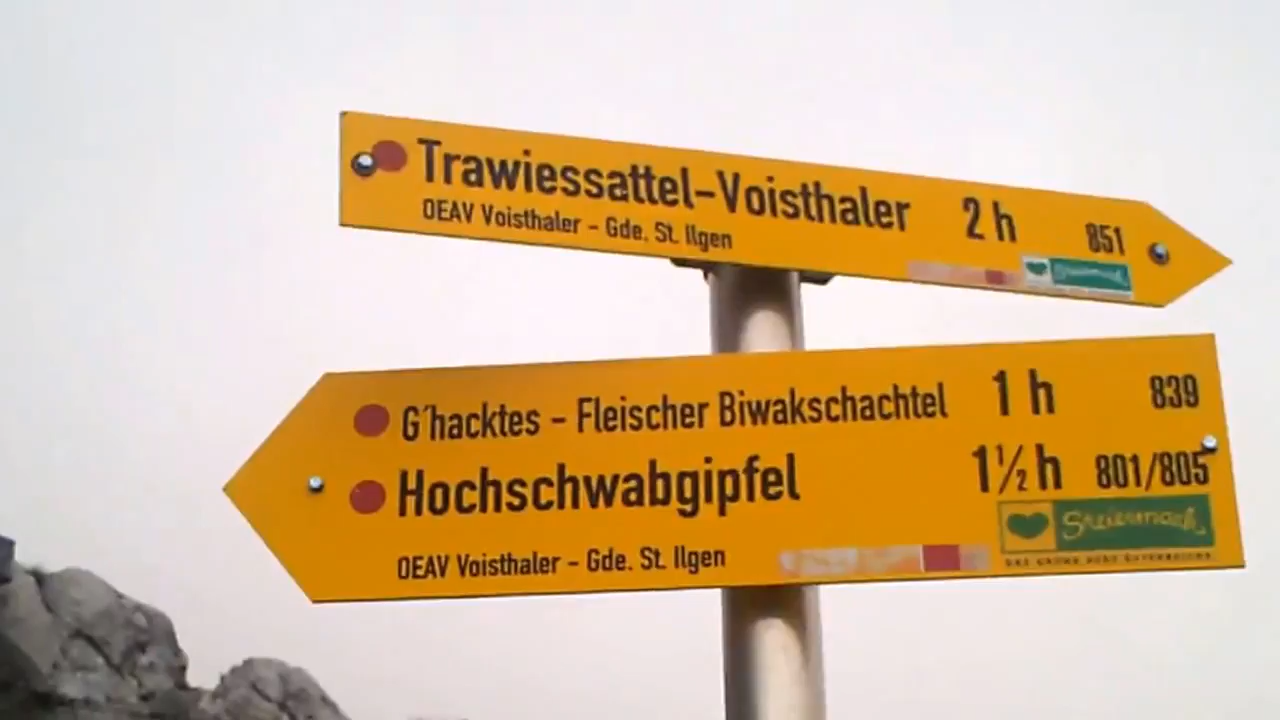 Trawiessattel-Voisthaler 2 h 851
OEAV Voisthaler - Gde. St. Ilgen
G'hacktes - Fleischer Biwakschachtel 1 h 839
Hochschwabgipfel 1½ h 801/805
Steiermark
OEAV Voisthaler - Gde. St. Ilgen